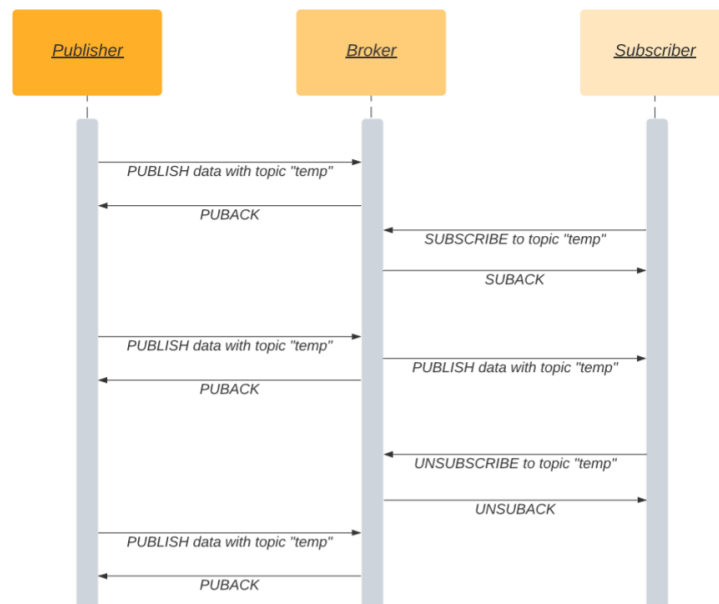 Publisher
Broker
Subscriber
PUBLISH data with topic "temp"
PUBACK
SUBSCRIBE to topic "temp"
SUBACK
PUBLISH data with topic "temp"
PUBLISH data with topic "temp"
PUBACK
UNSUBSCRIBE to topic "temp"
UNSUBACK
PUBLISH data with topic "temp"
PUBACK